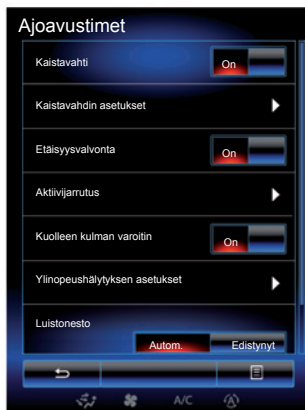 Ajoavustimet
Kaistavahti
On
Kaistavahdin asetukset
Etäisyysvalvonta
On
Aktiivijarrutus
Kuolleen kulman varoitin
On
Ylinopeushälytyksen asetukset
Luistonesto
Autom. Edistynyt
A/C
A